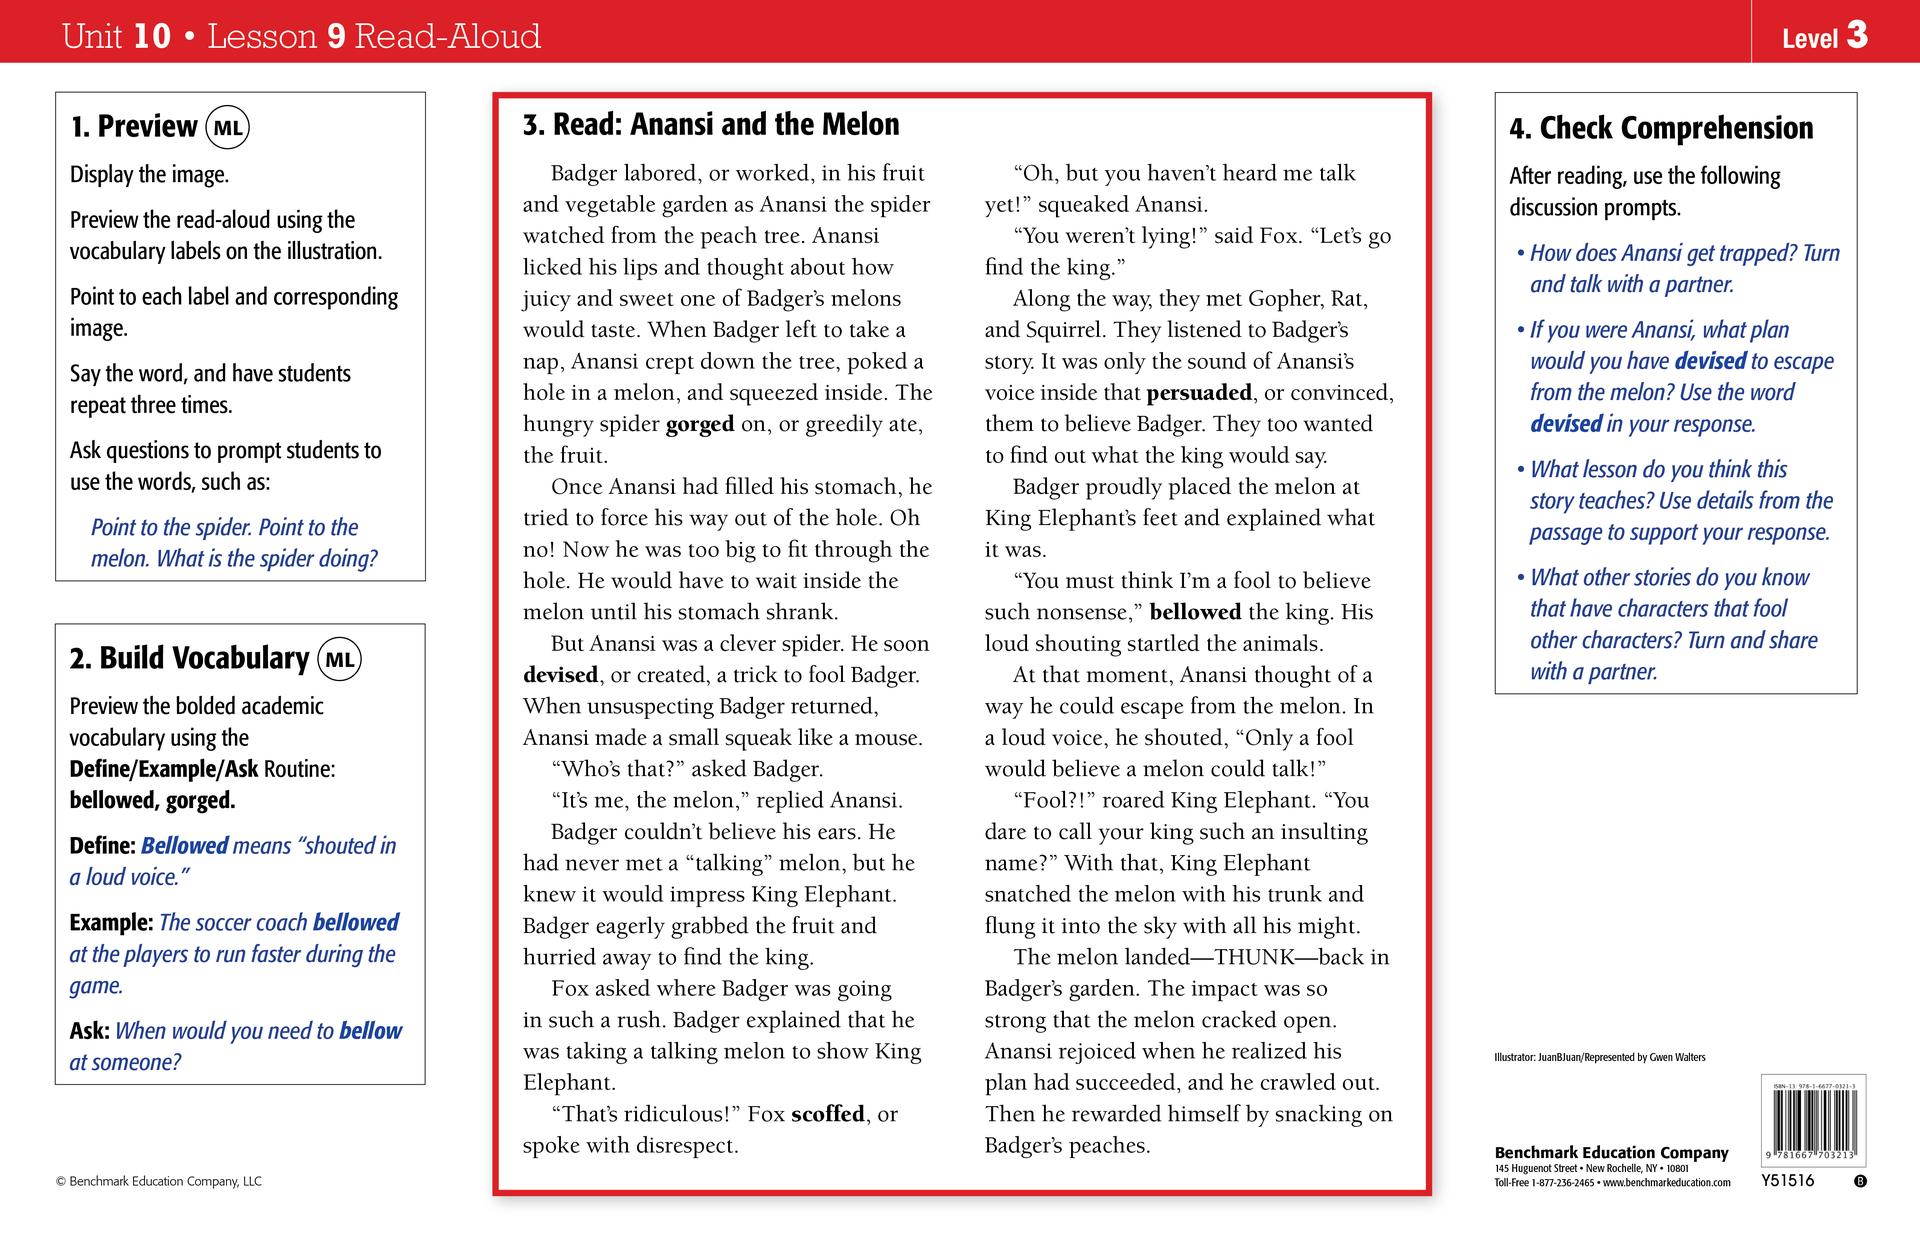 Unit 10 • Lesson 9 Read-Aloud
Level 3
1. Preview ML
Display the image.
Preview the read-aloud using the
vocabulary labels on the illustration.
Point to each label and corresponding
image.
Say the word, and have students
repeat three times.
Ask questions to prompt students to
use the words, such as:
Point to the spider. Point to the
melon. What is the spider doing?
2. Build Vocabulary ML
Preview the bolded academic
vocabulary using the
Define/Example/Ask Routine:
bellowed, gorged.
Define: Bellowed means “shouted in
a loud voice.”
Example: The soccer coach bellowed
at the players to run faster during the
game.
Ask: When would you need to bellow
at someone?
© Benchmark Education Company, LLC
3. Read: Anansi and the Melon
Badger labored, or worked, in his fruit
and vegetable garden as Anansi the spider
watched from the peach tree. Anansi
licked his lips and thought about how
juicy and sweet one of Badger’s melons
would taste. When Badger left to take a
nap, Anansi crept down the tree, poked a
hole in a melon, and squeezed inside. The
hungry spider gorged on, or greedily ate,
the fruit.
Once Anansi had filled his stomach, he
tried to force his way out of the hole. Oh
no! Now he was too big to fit through the
hole. He would have to wait inside the
melon until his stomach shrank.
But Anansi was a clever spider. He soon
devised, or created, a trick to fool Badger.
When unsuspecting Badger returned,
Anansi made a small squeak like a mouse.
“Who’s that?” asked Badger.
“It’s me, the melon,” replied Anansi.
Badger couldn’t believe his ears. He
had never met a “talking” melon, but he
knew it would impress King Elephant.
Badger eagerly grabbed the fruit and
hurried away to find the king.
Fox asked where Badger was going
in such a rush. Badger explained that he
was taking a talking melon to show King
Elephant.
“That’s ridiculous!” Fox scoffed, or
spoke with disrespect.
“Oh, but you haven’t heard me talk
yet!” squeaked Anansi.
“You weren’t lying!” said Fox. “Let’s go
find the king.”
Along the way, they met Gopher, Rat,
and Squirrel. They listened to Badger’s
story. It was only the sound of Anansi’s
voice inside that persuaded, or convinced,
them to believe Badger. They too wanted
to find out what the king would say.
Badger proudly placed the melon at
King Elephant’s feet and explained what
it was.
“You must think I’m a fool to believe
such nonsense,” bellowed the king. His
loud shouting startled the animals.
At that moment, Anansi thought of a
way he could escape from the melon. In
a loud voice, he shouted, “Only a fool
would believe a melon could talk!”
“Fool?!” roared King Elephant. “You
dare to call your king such an insulting
name?” With that, King Elephant
snatched the melon with his trunk and
flung it into the sky with all his might.
The melon landed—THUNK—back in
Badger’s garden. The impact was so
strong that the melon cracked open.
Anansi rejoiced when he realized his
plan had succeeded, and he crawled out.
Then he rewarded himself by snacking on
Badger’s peaches.
4. Check Comprehension
After reading, use the following
discussion prompts.
• How does Anansi get trapped? Turn
and talk with a partner.
• If you were Anansi, what plan
would you have devised to escape
from the melon? Use the word
devised in your response.
• What lesson do you think this
story teaches? Use details from the
passage to support your response.
• What other stories do you know
that have characters that fool
other characters? Turn and share
with a partner.
Illustrator: JuanBJuan/Represented by Gwen Walters
Benchmark Education Company
145 Huguenot Street • New Rochelle, NY • 10801
Toll-Free 1-877-236-2465 • www.benchmarkeducation.com
ISBN-13 978-1-6677-0321-3
9 781667 703213
Y51516
B